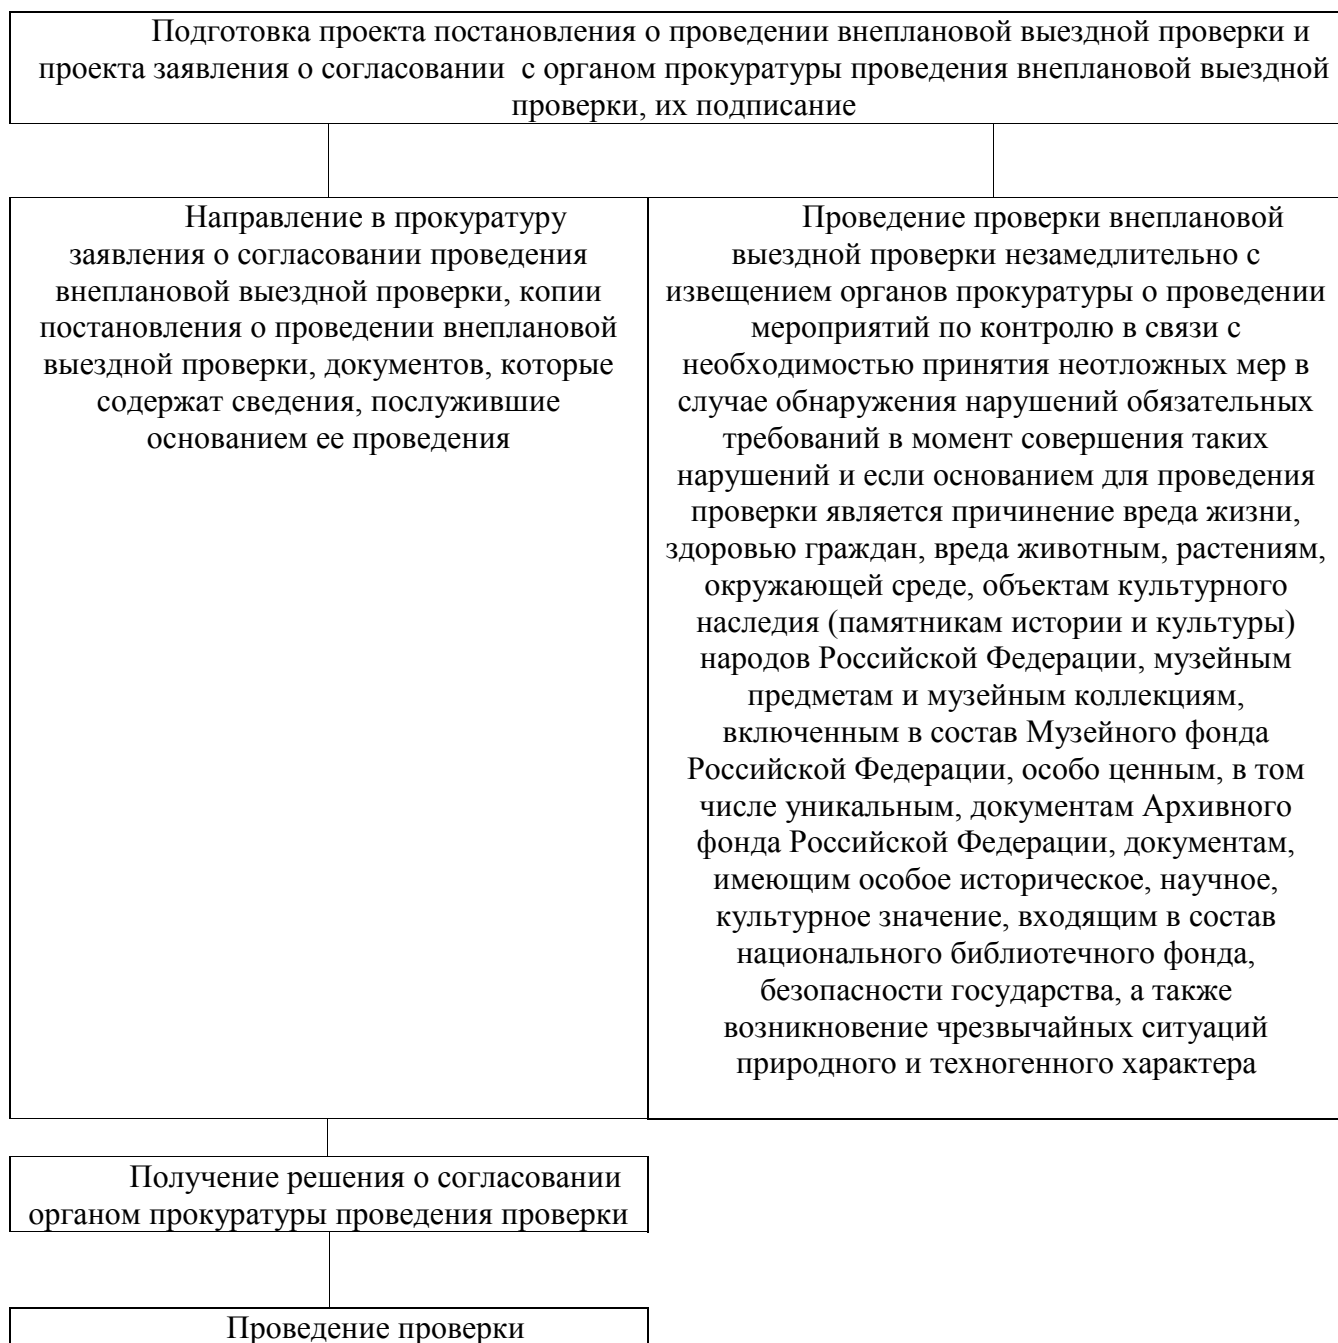 Подготовка проекта постановления о проведении внеплановой выездной проверки и
проекта заявления о согласовании с органом прокуратуры проведения внеплановой выездной
проверки, их подписание
Направление в прокуратуру
заявления о согласовании проведения
внеплановой выездной проверки, копии
постановления о проведении внеплановой
выездной проверки, документов, которые
содержат сведения, послужившие
основанием ее проведения
Проведение проверки внеплановой
выездной проверки незамедлительно с
извещением органов прокуратуры о проведении
мероприятий по контролю в связи с
необходимостью принятия неотложных мер в
случае обнаружения нарушений обязательных
требований в момент совершения таких
нарушений и если основанием для проведения
проверки является причинение вреда жизни,
здоровью граждан, вреда животным, растениям,
окружающей среде, объектам культурного
наследия (памятникам истории и культуры)
народов Российской Федерации, музейным
предметам и музейным коллекциям,
включенным в состав Музейного фонда
Российской Федерации, особо ценным, в том
числе уникальным, документам Архивного
фонда Российской Федерации, документам,
имеющим особое историческое, научное,
культурное значение, входящим в состав
национального библиотечного фонда,
безопасности государства, а также
возникновение чрезвычайных ситуаций
природного и техногенного характера
Получение решения о согласовании
органом прокуратуры проведения проверки
Проведение проверки